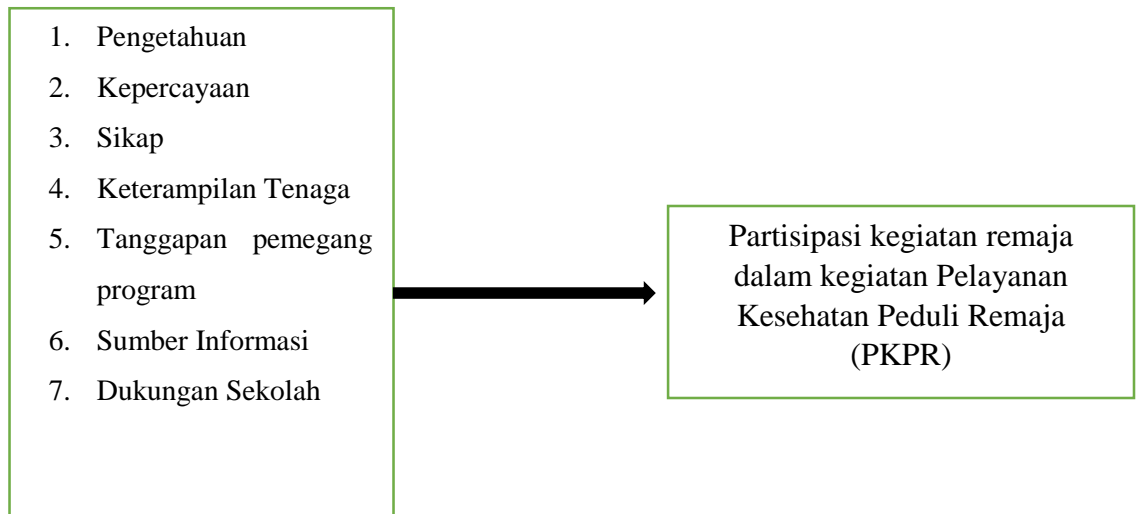 1. Pengetahuan
2. Kepercayaan
3. Sikap
4. Keterampilan Tenaga
5. Tanggapan pemegang
program
6. Sumber Informasi
7. Dukungan Sekolah
Partisipasi kegiatan remaja
dalam kegiatan Pelayanan
Kesehatan Peduli Remaja
(PKPR)